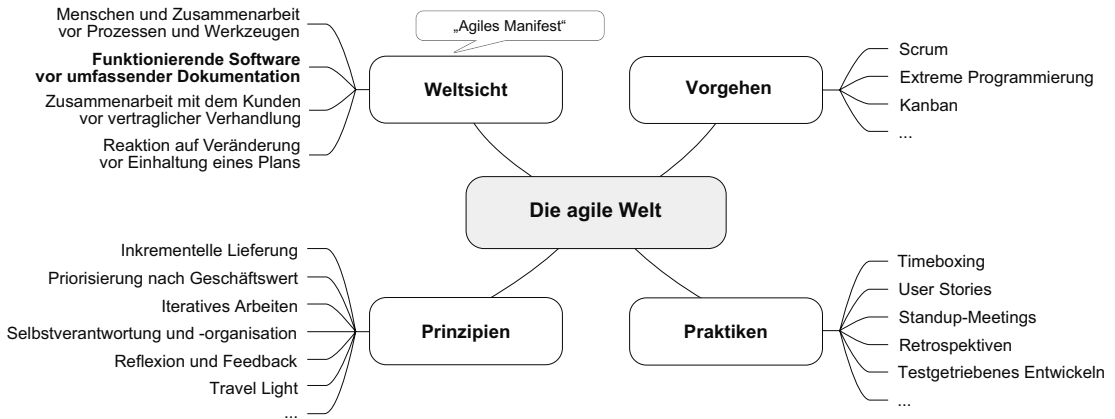 Menschen und Zusammenarbeit
vor Prozessen und Werkzeugen
Funktionierende Software
vor umfassender Dokumentation
Zusammenarbeit mit dem Kunden
vor vertraglicher Verhandlung
Reaktion auf Veränderung
vor Einhaltung eines Plans
„Agiles Manifest“
Weltsicht
Vorgehen
Scrum
Extreme Programmierung
Kanban
...
Die agile Welt
Inkrementelle Lieferung
Priorisierung nach Geschäftswert
Iteratives Arbeiten
Selbstverantwortung und -organisation
Reflexion und Feedback
Travel Light
...
Prinzipien
Praktiken
Timeboxing
User Stories
Standup-Meetings
Retrospektiven
Testgetriebenes Entwickeln
...